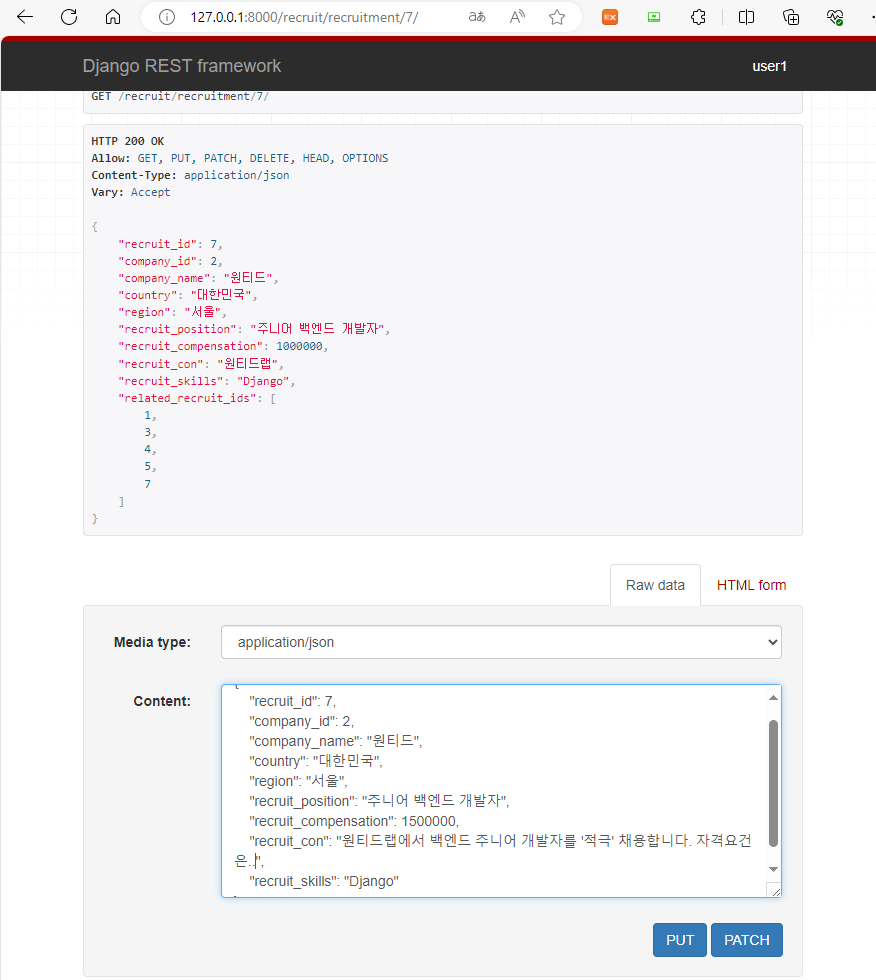 127.0.0.1:8000/recruit/recruitment/7/
Django REST framework
user1
GET /recruit/recruitment/7/
HTTP 200 OK
Allow: GET, PUT, PATCH, DELETE, HEAD, OPTIONS
Content-Type: application/json
Vary: Accept
{
"recruit_id": 7,
"company_id": 2,
"company_name": "원티드",
"country": "대한민국",
"region": "서울",
"recruit_position": "주니어 백엔드 개발자",
"recruit_compensation": 1000000,
"recruit_con": "원티드랩",
"recruit_skills": "Django",
"related_recruit_ids": [
1,
3,
4,
5,
7
]
}
Raw data
HTML form
Media type:
application/json
Content:
"recruit_id": 7,
"company_id": 2,
"company_name": "원티드",
"country": "대한민국",
"region": "서울",
"recruit_position": "주니어 백엔드 개발자",
"recruit_compensation": 1500000,
"recruit_con": "원티드랩에서 백엔드 주니어 개발자를 '적극' 채용합니다. 자격요건
은..",
"recruit_skills": "Django"
PUT
PATCH